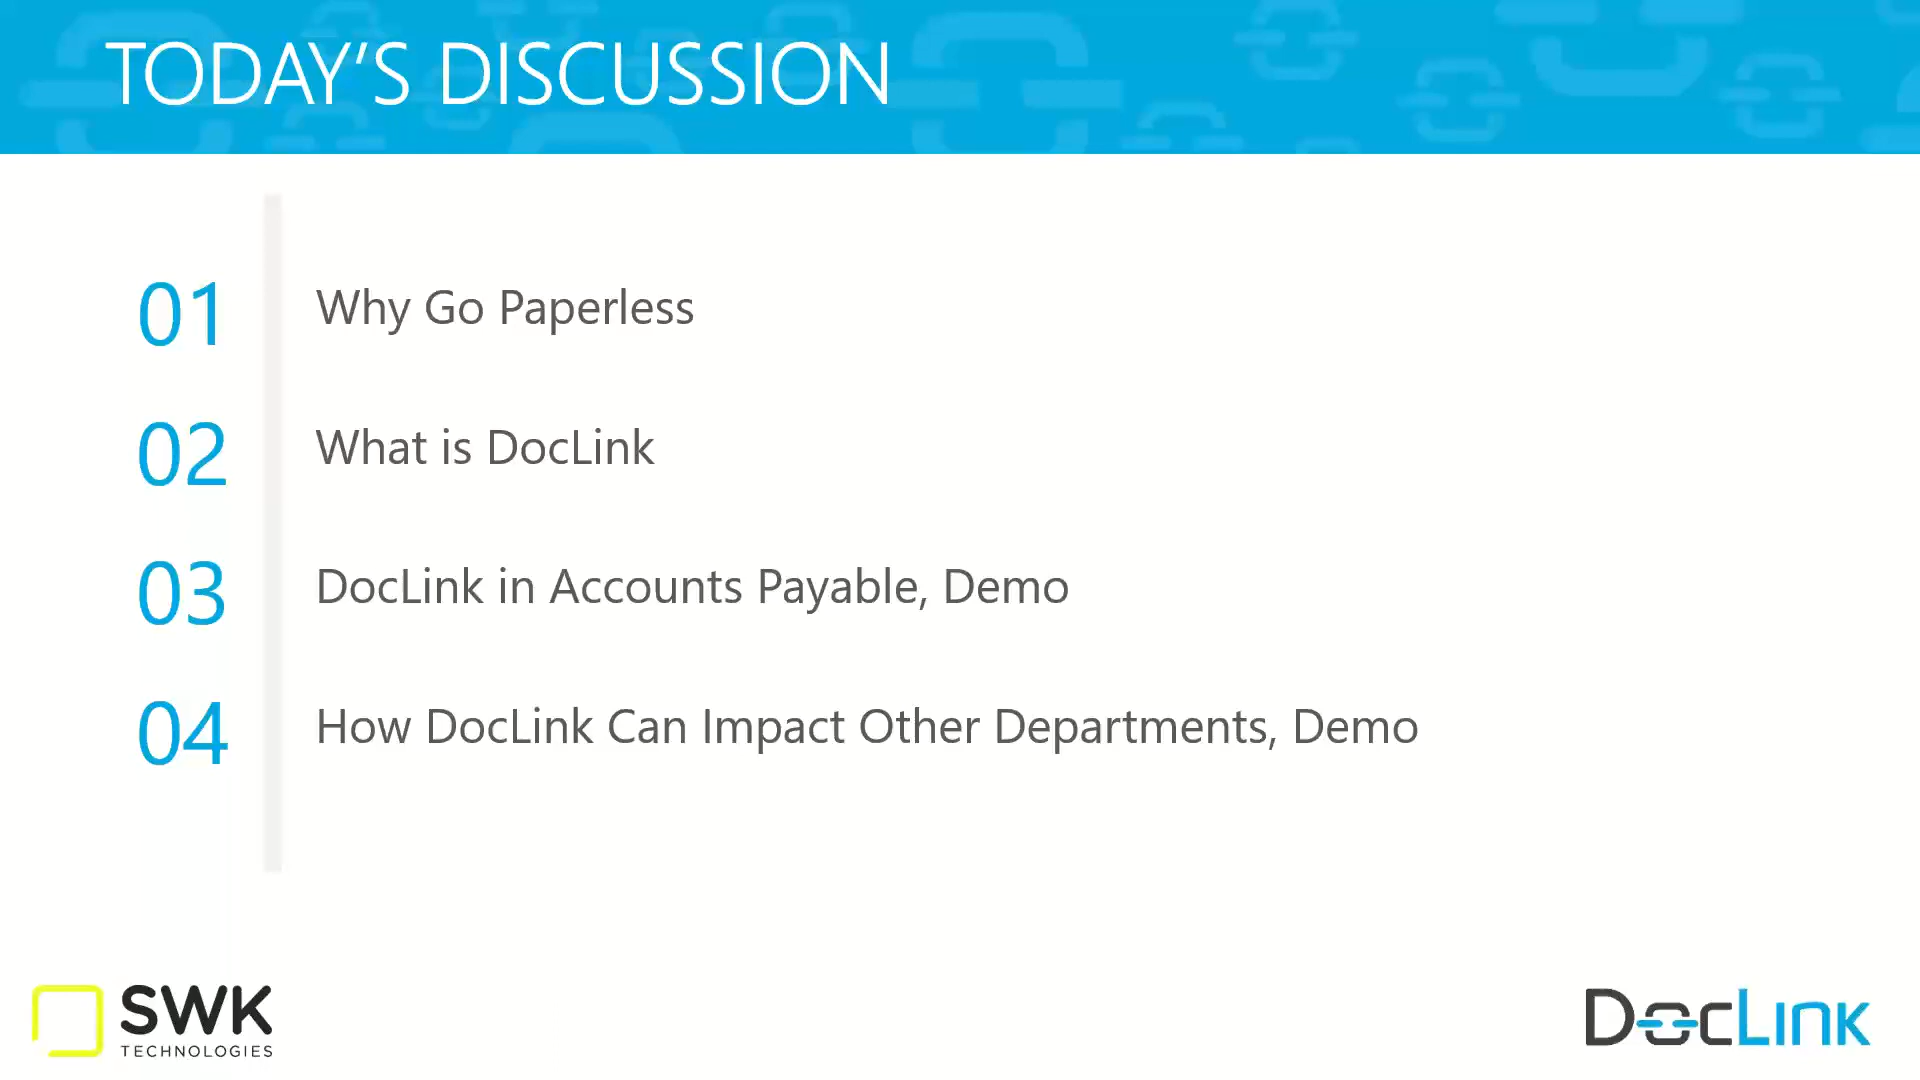 TODAY'S DISCUSSION
01 Why Go Paperless
02 What is DocLink
03 DocLink in Accounts Payable, Demo
04 How DocLink Can Impact Other Departments, Demo
SWK
TECHNOLOGIES
DocLink